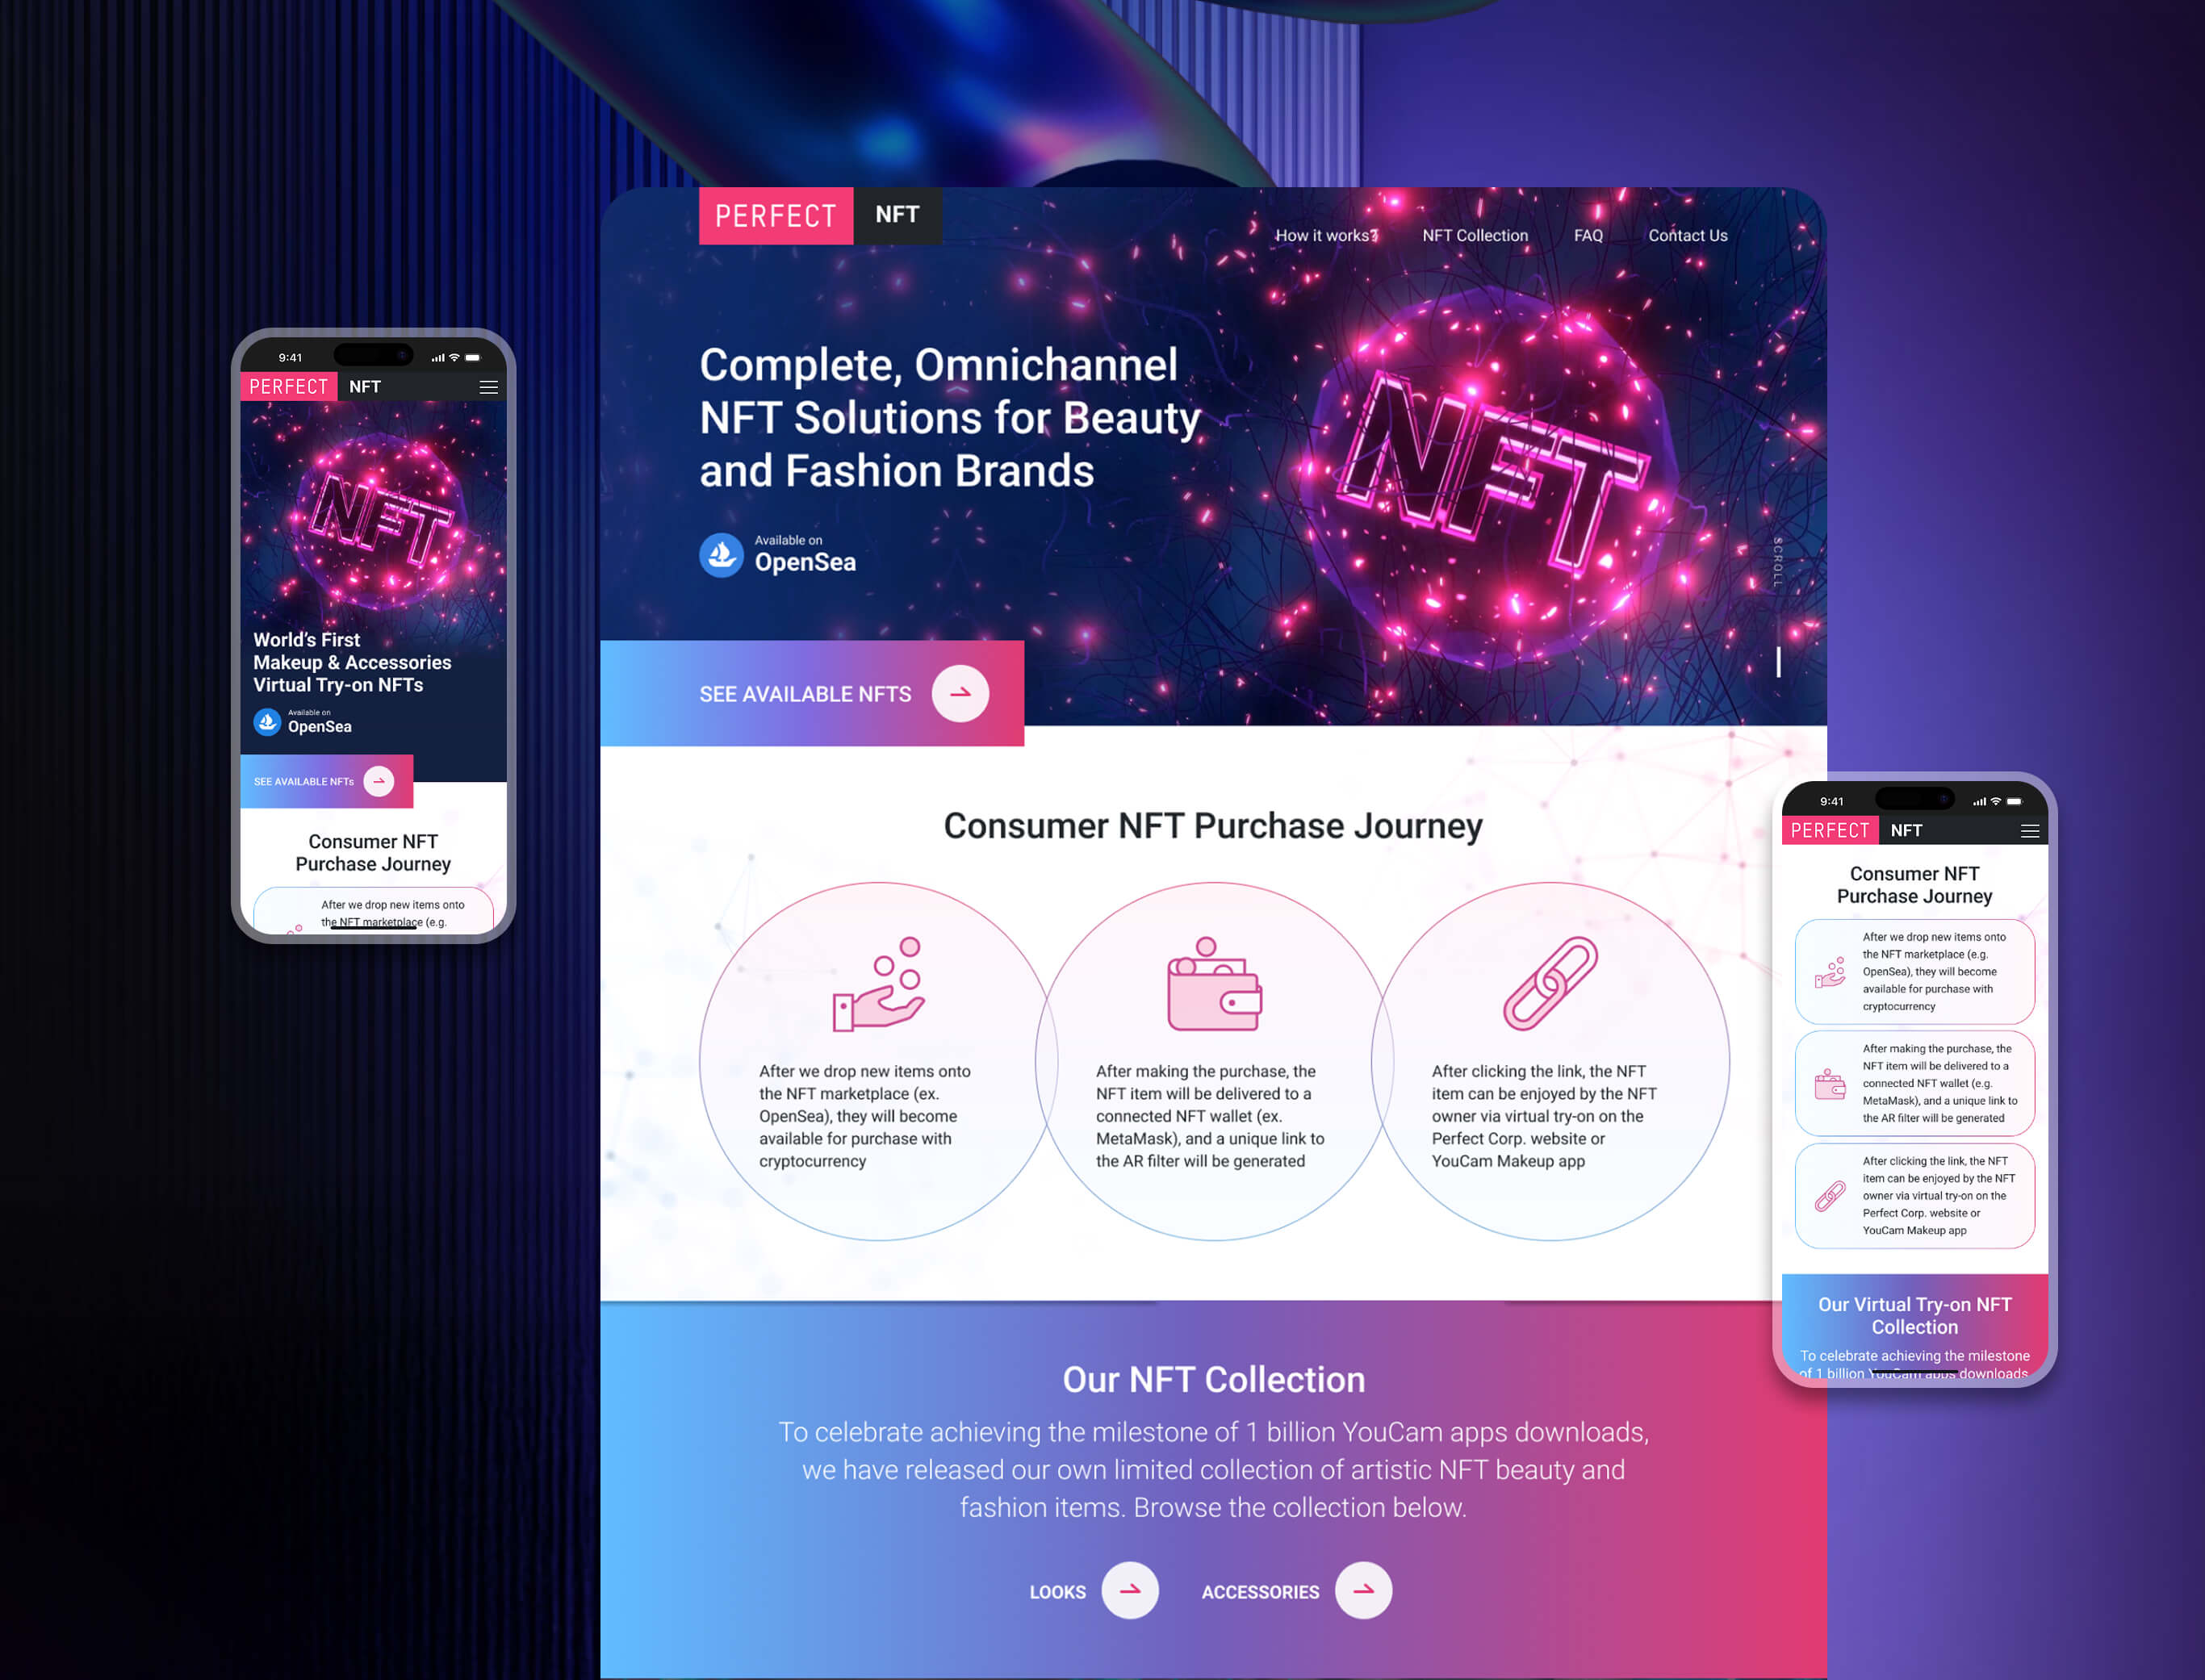 PERFECT NFT
How it works?
NFT Collection
FAQ
Contact Us
Complete, Omnichannel
NFT Solutions for Beauty
and Fashion Brands
Available on
OpenSea
NFT
SCROLL
SEE AVAILABLE NFTS
Consumer NFT Purchase Journey
After we drop new items onto
the NFT marketplace (ex.
OpenSea), they will become
available for purchase with
cryptocurrency
After making the purchase, the
NFT item will be delivered to a
connected NFT wallet (ex.
MetaMask), and a unique link to
the AR filter will be generated
After clicking the link, the NFT
item can be enjoyed by the NFT
owner via virtual try-on on the
Perfect Corp. website or
YouCam Makeup app
Our NFT Collection
To celebrate achieving the milestone of 1 billion YouCam apps downloads,
we have released our own limited collection of artistic NFT beauty and
fashion items. Browse the collection below.
LOOKS
ACCESSORIES
9:41
PERFECT NFT
NFT
World's First
Makeup & Accessories
Virtual Try-on NFTs
Available on
OpenSea
SEE AVAILABLE NFTs
Consumer NFT
Purchase Journey
After we drop new items onto
the NFT marketplace (e.g.
9:41
PERFECT NFT
Consumer NFT
Purchase Journey
After we drop new items onto
the NFT marketplace (e.g.
OpenSea), they will become
available for purchase with
cryptocurrency
After making the purchase, the
NFT item will be delivered to a
connected NFT wallet (e.g.
MetaMask), and a unique link to
the AR filter will be generated
After clicking the link, the NFT
item can be enjoyed by the NFT
owner via virtual try-on on the
Perfect Corp. website or
YouCam Makeup app
Our Virtual Try-on NFT
Collection
To celebrate achieving the milestone
of 1 billion YouCam apps downloads